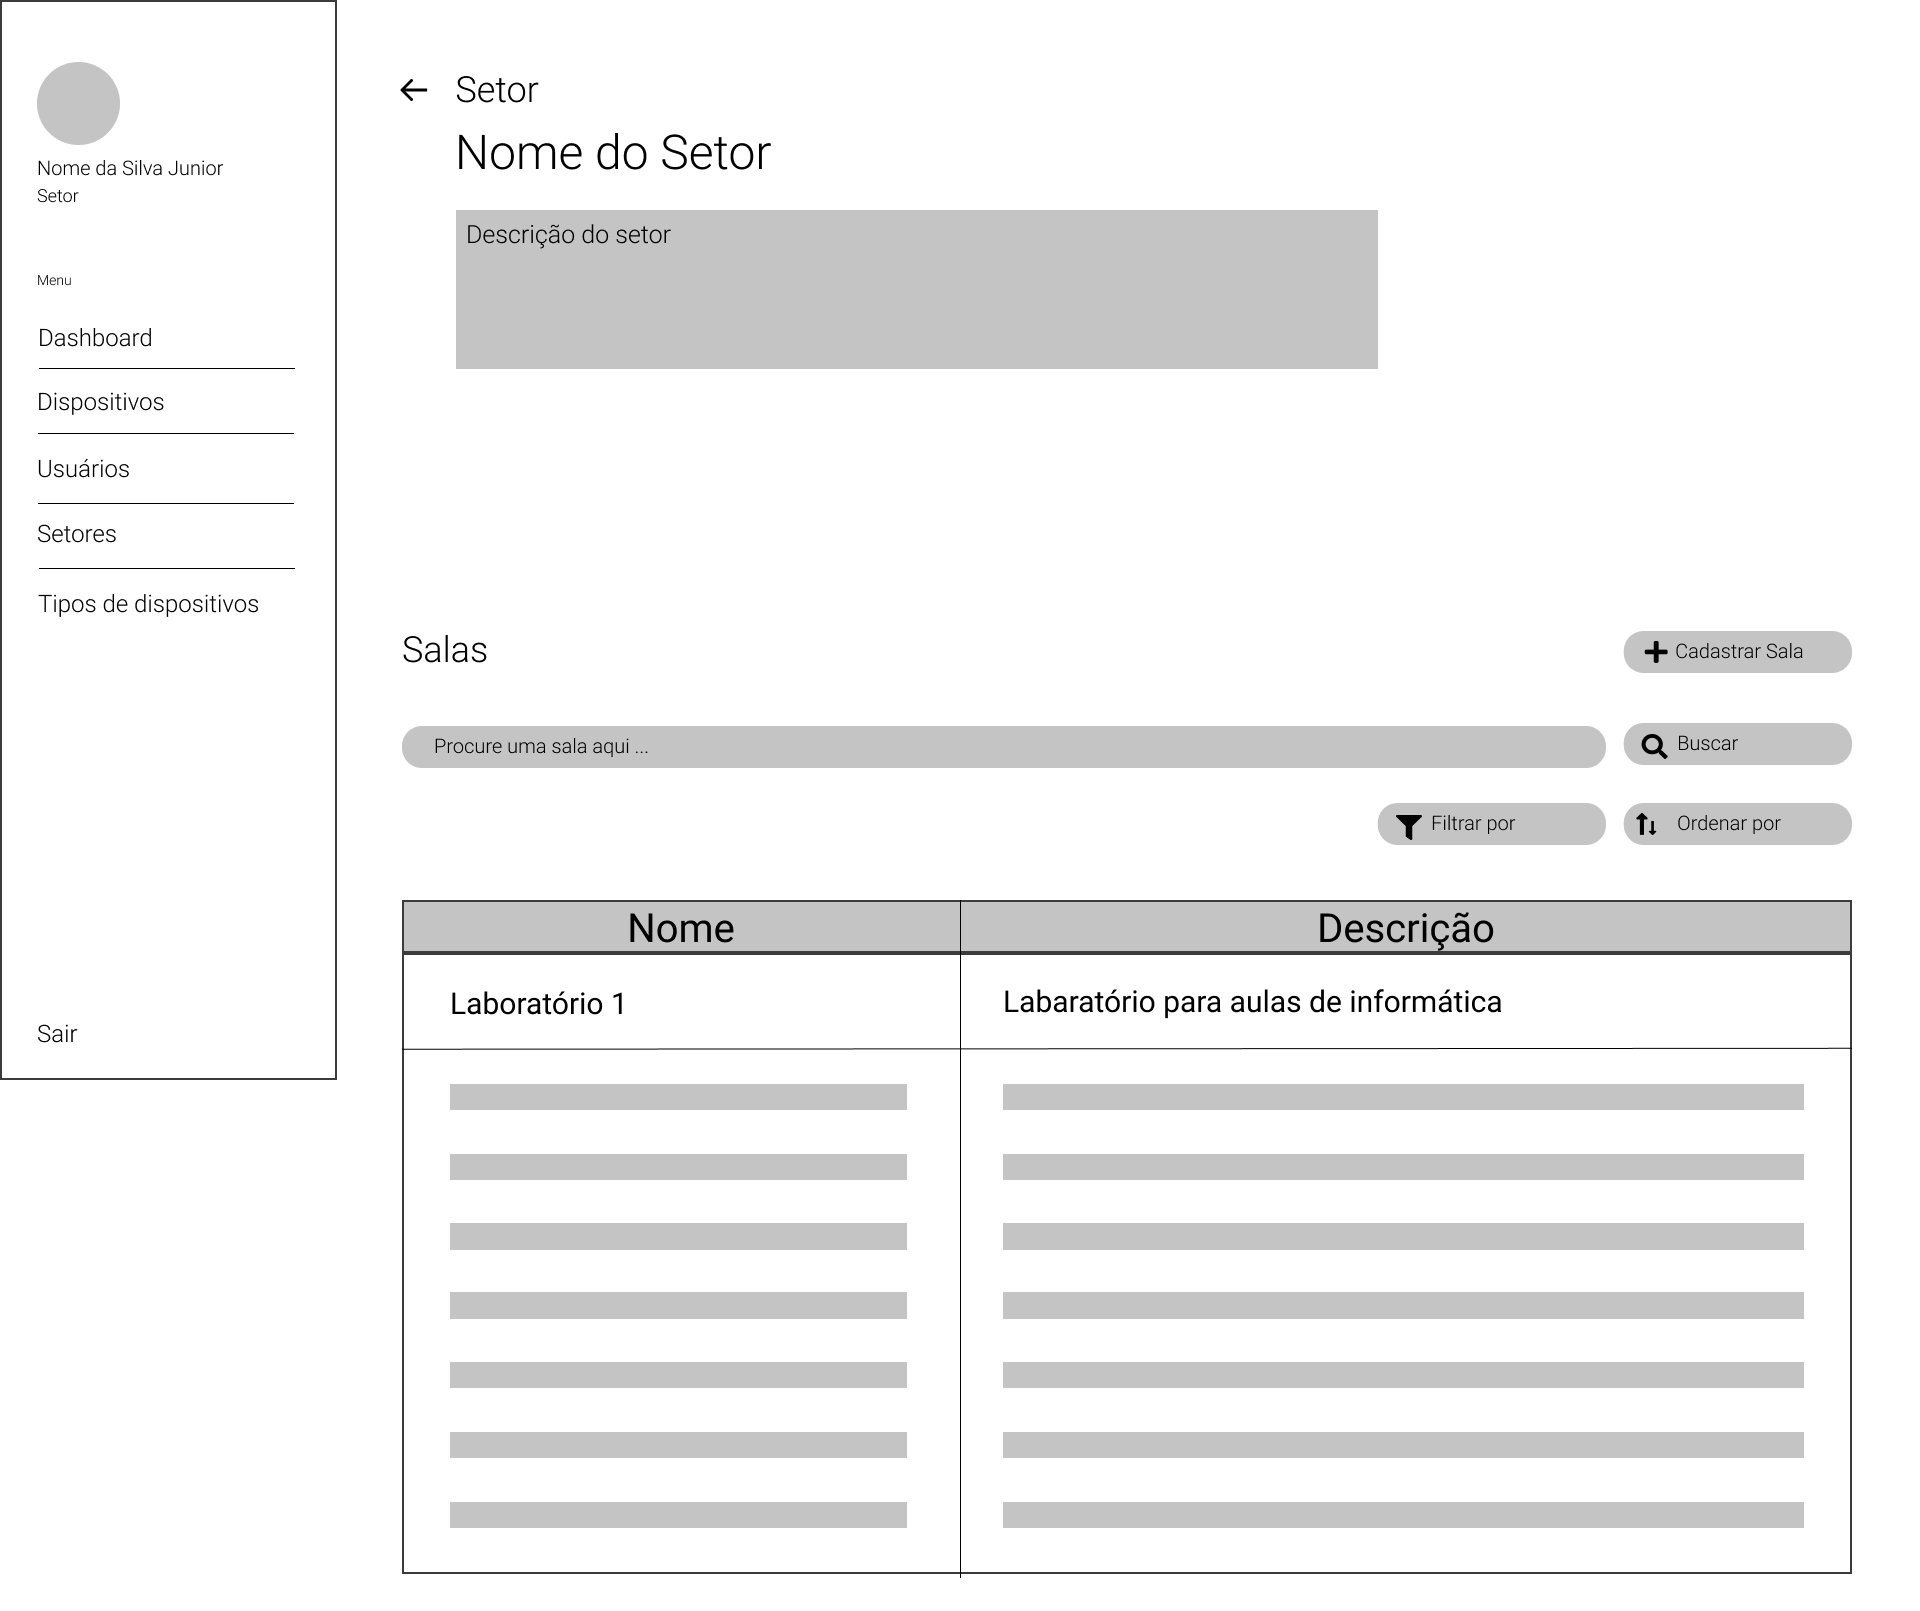 Nome da Silva Junior
Setor
Menu
Dashboard
Dispositivos
Usuários
Setores
Tipos de dispositivos
Sair
Setor
Nome do Setor
Descrição do setor
Salas
Cadastrar Sala
Procure uma sala aqui ...
Buscar
Filtrar por
Ordenar por
Nome
Descrição
Laboratório 1
Labaratório para aulas de informática